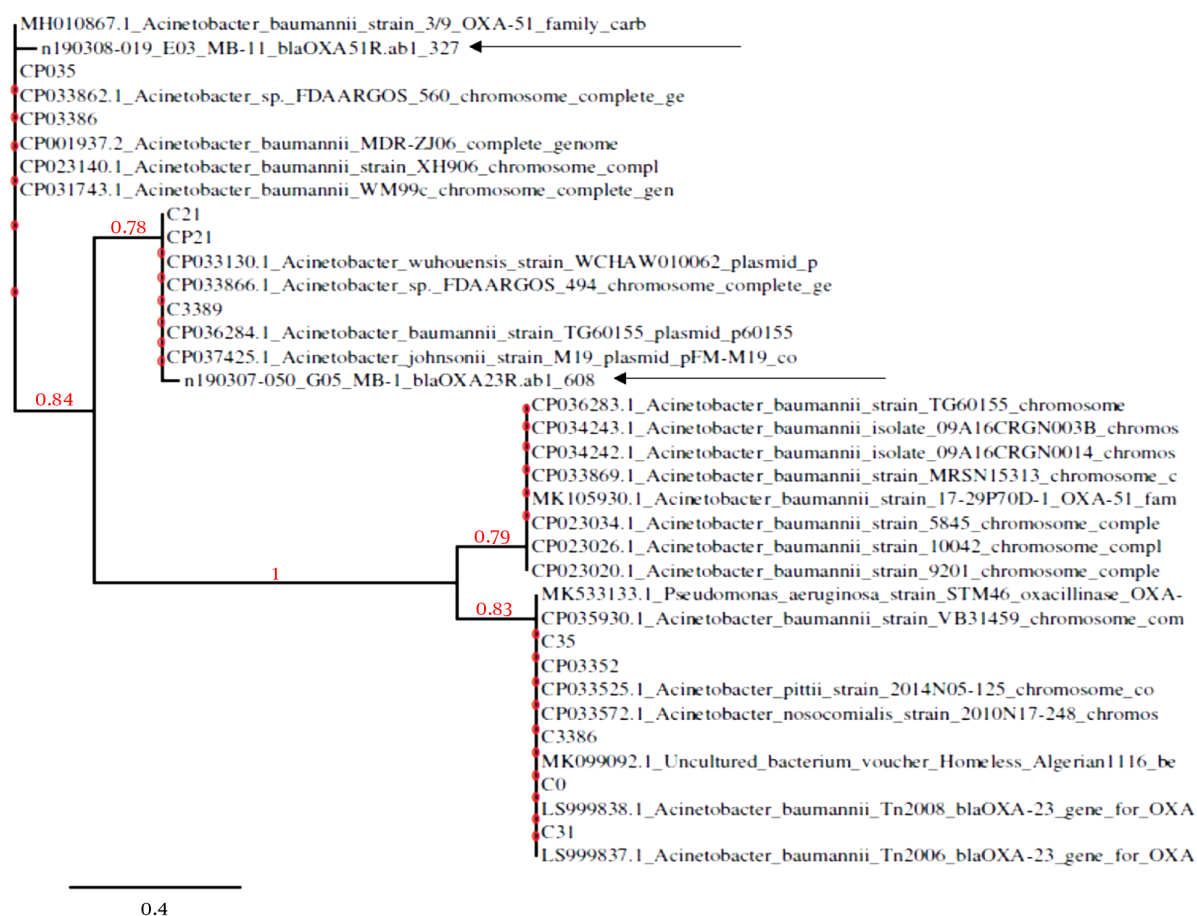 MH010867.1_Acinetobacter_baumannii_strain_3/9_OXA-51_family_carb
n190308-019_E03_MB-11_blaOXA51R.ab1_327
CP035
CP033862.1_Acinetobacter_sp._FDAARGOS_560_chromosome_complete_ge
CP03386
CP001937.2_Acinetobacter_baumannii_MDR-ZJ06_complete_genome
CP023140.1_Acinetobacter_baumannii_strain_XH906_chromosome_compl
CP031743.1_Acinetobacter_baumannii_WM99c_chromosome_complete_gen
C21
0.78
CP21
CP033130.1_Acinetobacter_wuhouensis_strain_WCHAW010062_plasmid_p
CP033866.1_Acinetobacter_sp._FDAARGOS_494_chromosome_complete_ge
C3389
CP036284.1_Acinetobacter_baumannii_strain_TG60155_plasmid_p60155
CP037425.1_Acinetobacter_johnsonii_strain_M19_plasmid_pFM-M19_co
n190307-050_G05_MB-1_blaOXA23R.ab1_608
0.84
CP036283.1_Acinetobacter_baumannii_strain_TG60155_chromosome
CP034243.1_Acinetobacter_baumannii_isolate_09A16CRGN003B_chromos
CP034242.1_Acinetobacter_baumannii_isolate_09A16CRGN0014_chromos
CP033869.1_Acinetobacter_baumannii_strain_MRSN15313_chromosome_c
MK105930.1_Acinetobacter_baumannii_strain_17-29P70D-1_OXA-51_fam
CP023034.1_Acinetobacter_baumannii_strain_5845_chromosome_comple
0.79
CP023026.1_Acinetobacter_baumannii_strain_10042_chromosome_compl
CP023020.1_Acinetobacter_baumannii_strain_9201_chromosome_comple
1
MK533133.1_Pseudomonas_aeruginosa_strain_STM46_oxacillinase_OXA-
0.83
CP035930.1_Acinetobacter_baumannii_strain_VB31459_chromosome_com
C35
CP03352
CP033525.1_Acinetobacter_pittii_strain_2014N05-125_chromosome_co
CP033572.1_Acinetobacter_nosocomialis_strain_2010N17-248_chromos
C3386
MK099092.1_Uncultured_bacterium_voucher_Homeless_Algerian1116_be
C0
LS999838.1_Acinetobacter_baumannii_Tn2008_blaOXA-23_gene_for_OXA
C31
LS999837.1_Acinetobacter_baumannii_Tn2006_blaOXA-23_gene_for_OXA
0.4